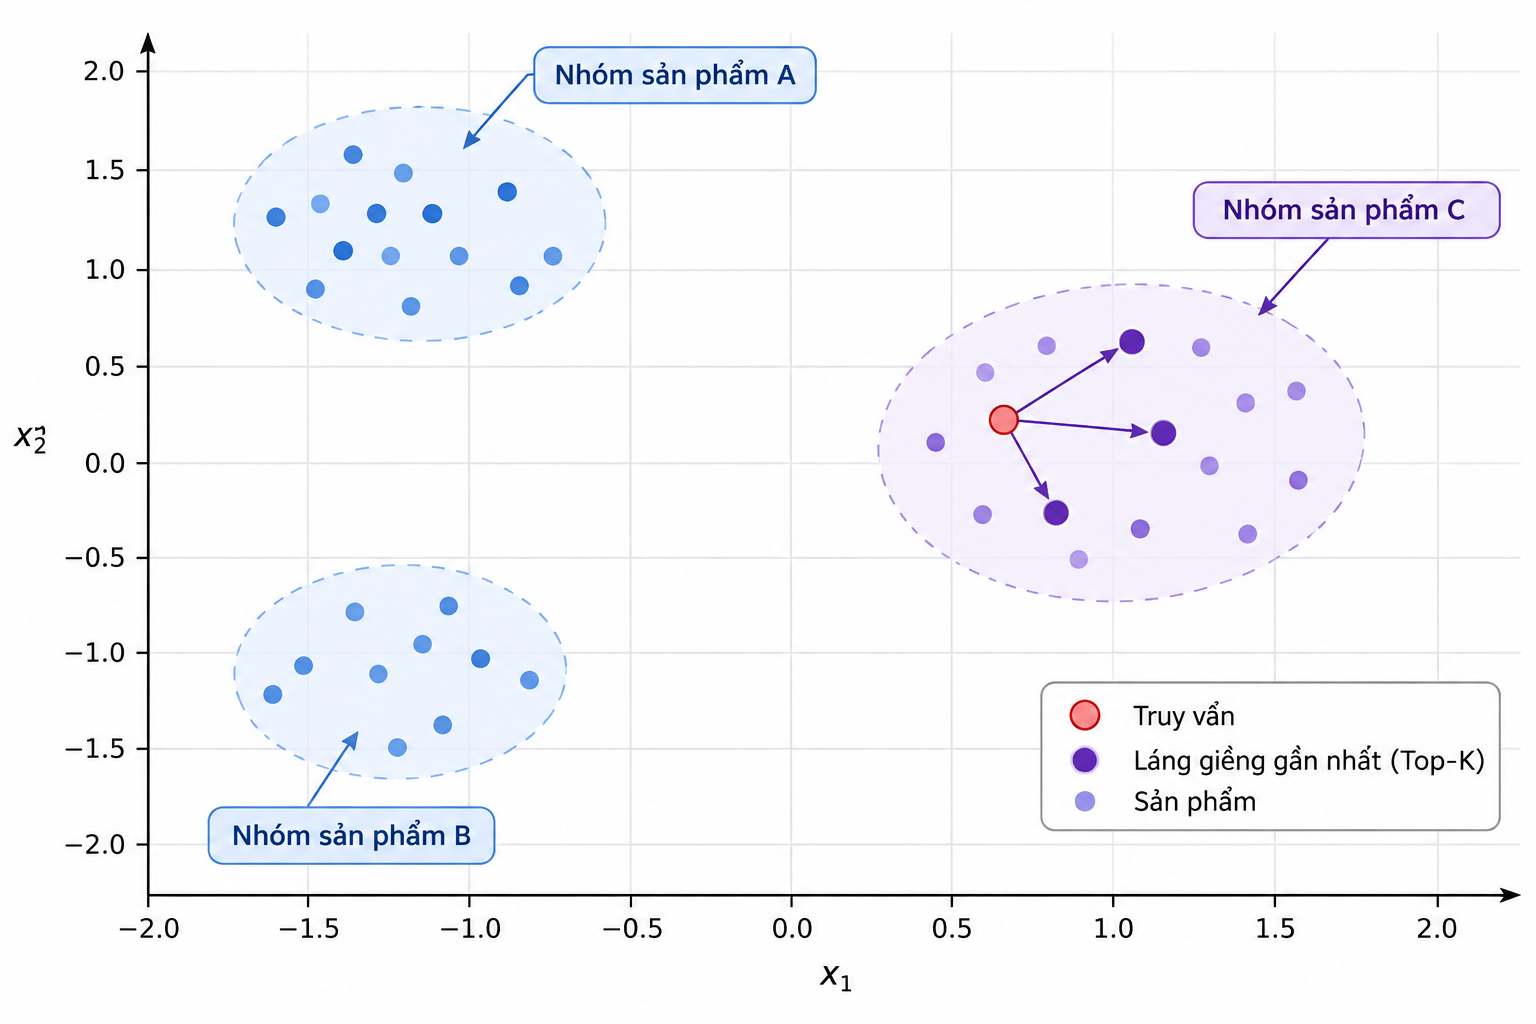 Nhóm sản phẩm A
Nhóm sản phẩm C
Nhóm sản phẩm B
2.0
1.5
1.0
0.5
0.0
−0.5
−1.0
−1.5
−2.0
x₂
−2.0 −1.5 −1.0 −0.5 0.0 0.5 1.0 1.5 2.0
x₁
Truy vẩn
Láng giềng gần nhất (Top-K)
Sản phẩm